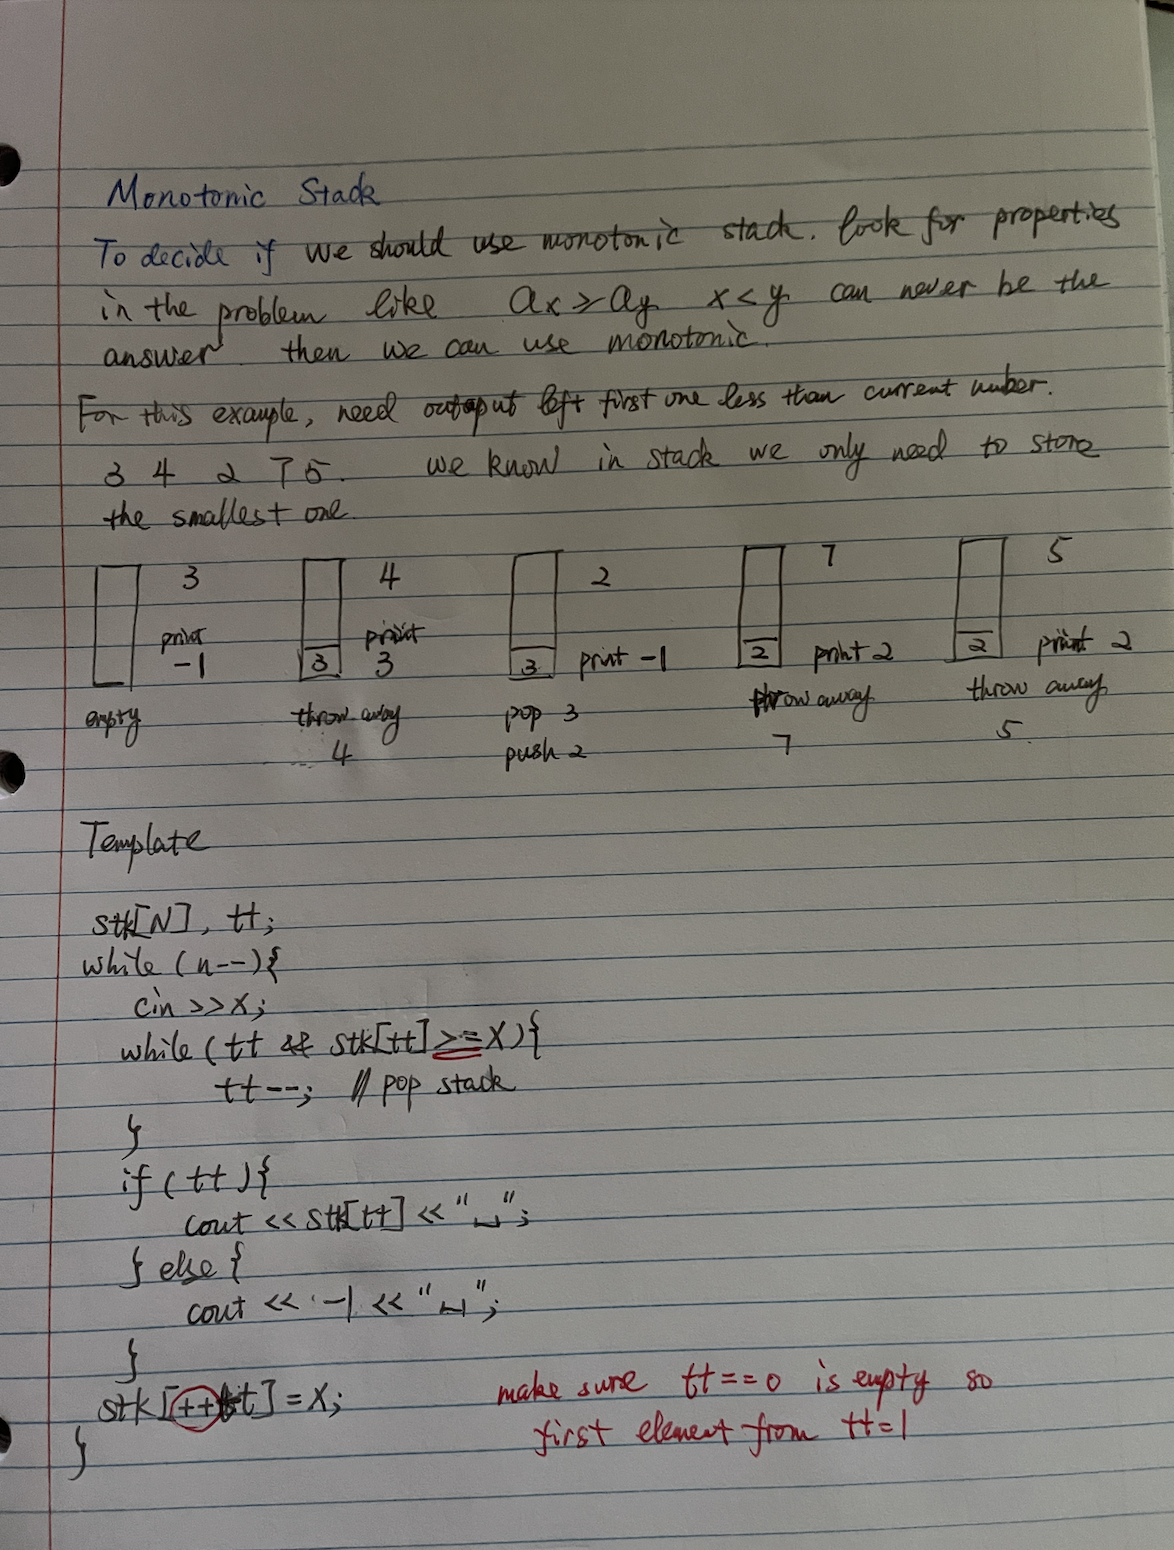 Monotonic Stack
To decide if we should use monotonic stack. look for properties
in the problem like ax ≥ ay x < y can never be the
answer then we can use monotonic.
For this example, need output left first one less than current number.
3 4 2 7 5. we know in stack we only need to store
the smallest one
3 4 2 7 5
print print
-1 3 3 3 print -1 2 print 2 2 print 2
empty throw away pop 3 throw away throw away
4 push 2 7 5.
Template
stk[N], tt;
while (n--){
cin >> x;
while (tt && stk[tt] >= x){
tt--; // pop stack
}
if (tt){
cout << stk[tt] << "␣";
} else {
cout << -1 << "␣";
}
stk[++tt] = x; make sure tt==0 is empty so
first element from tt=1
}